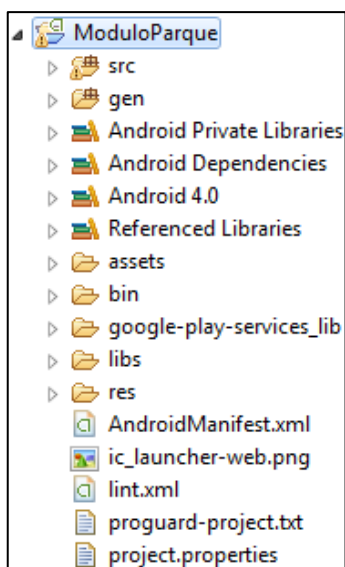 ModuloParque
src
gen
Android Private Libraries
Android Dependencies
Android 4.0
Referenced Libraries
assets
bin
google-play-services_lib
libs
res
AndroidManifest.xml
ic_launcher-web.png
lint.xml
proguard-project.txt
project.properties